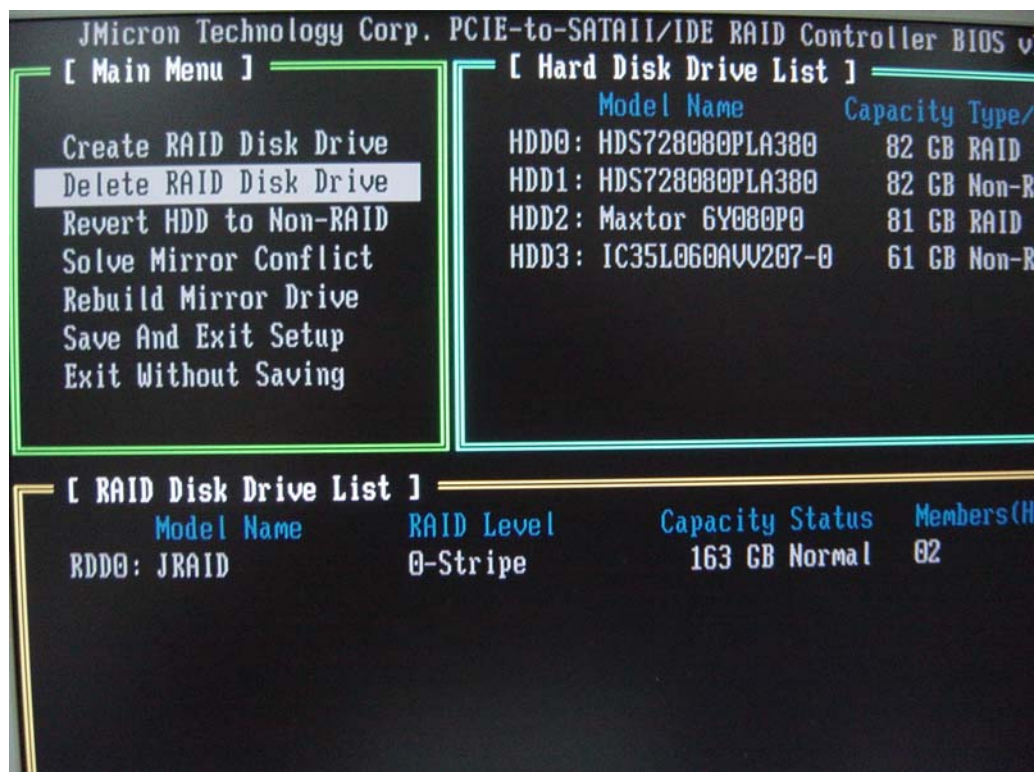 JMicron Technology Corp. PCIE-to-SATAII/IDE RAID Controller BIOS
[ Main Menu ]
Create RAID Disk Drive
Delete RAID Disk Drive
Revert HDD to Non-RAID
Solve Mirror Conflict
Rebuild Mirror Drive
Save And Exit Setup
Exit Without Saving
[ Hard Disk Drive List ]
Model Name Capacity Type/
HDD0: HDS728080PLA380 82 GB RAID
HDD1: HDS728080PLA380 82 GB Non-R
HDD2: Maxtor 6Y080P0 81 GB RAID
HDD3: IC35L060AVV207-0 61 GB Non-R
[ RAID Disk Drive List ]
Model Name RAID Level Capacity Status Members(H
RDD0: JRAID 0-Stripe 163 GB Normal 02